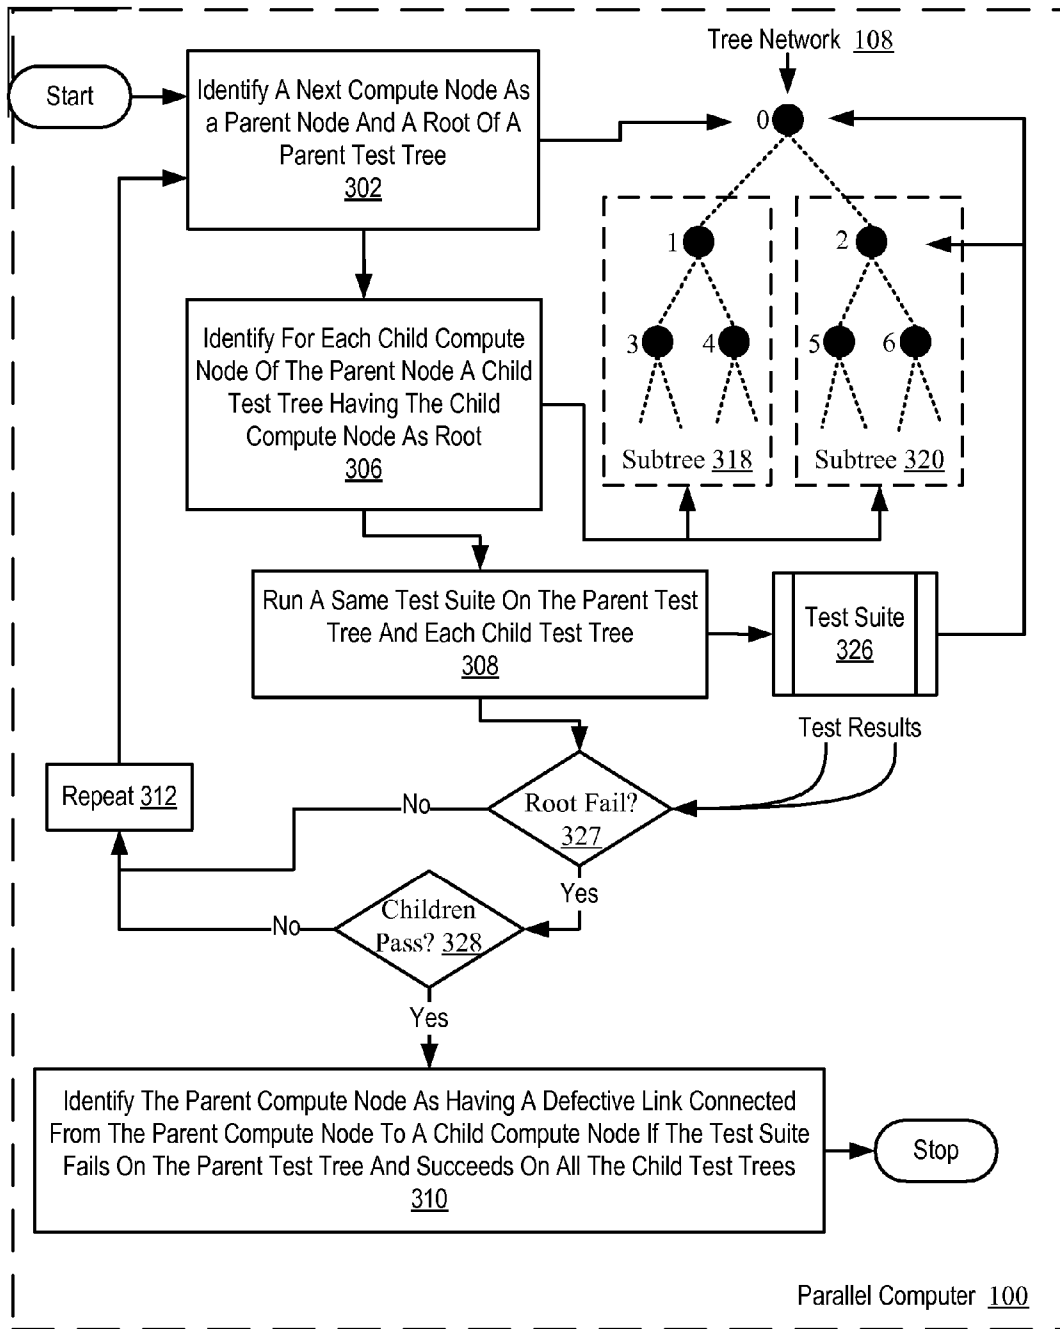 Tree Network 108
Start
Identify A Next Compute Node As
a Parent Node And A Root Of A
Parent Test Tree
302
0
1
2
3
4
5
6
Subtree 318
Subtree 320
Identify For Each Child Compute
Node Of The Parent Node A Child
Test Tree Having The Child
Compute Node As Root
306
Run A Same Test Suite On The Parent Test
Tree And Each Child Test Tree
308
Test Suite
326
Test Results
Repeat 312
No
Root Fail?
327
Yes
No
Children
Pass? 328
Yes
Identify The Parent Compute Node As Having A Defective Link Connected
From The Parent Compute Node To A Child Compute Node If The Test Suite
Fails On The Parent Test Tree And Succeeds On All The Child Test Trees
310
Stop
Parallel Computer 100